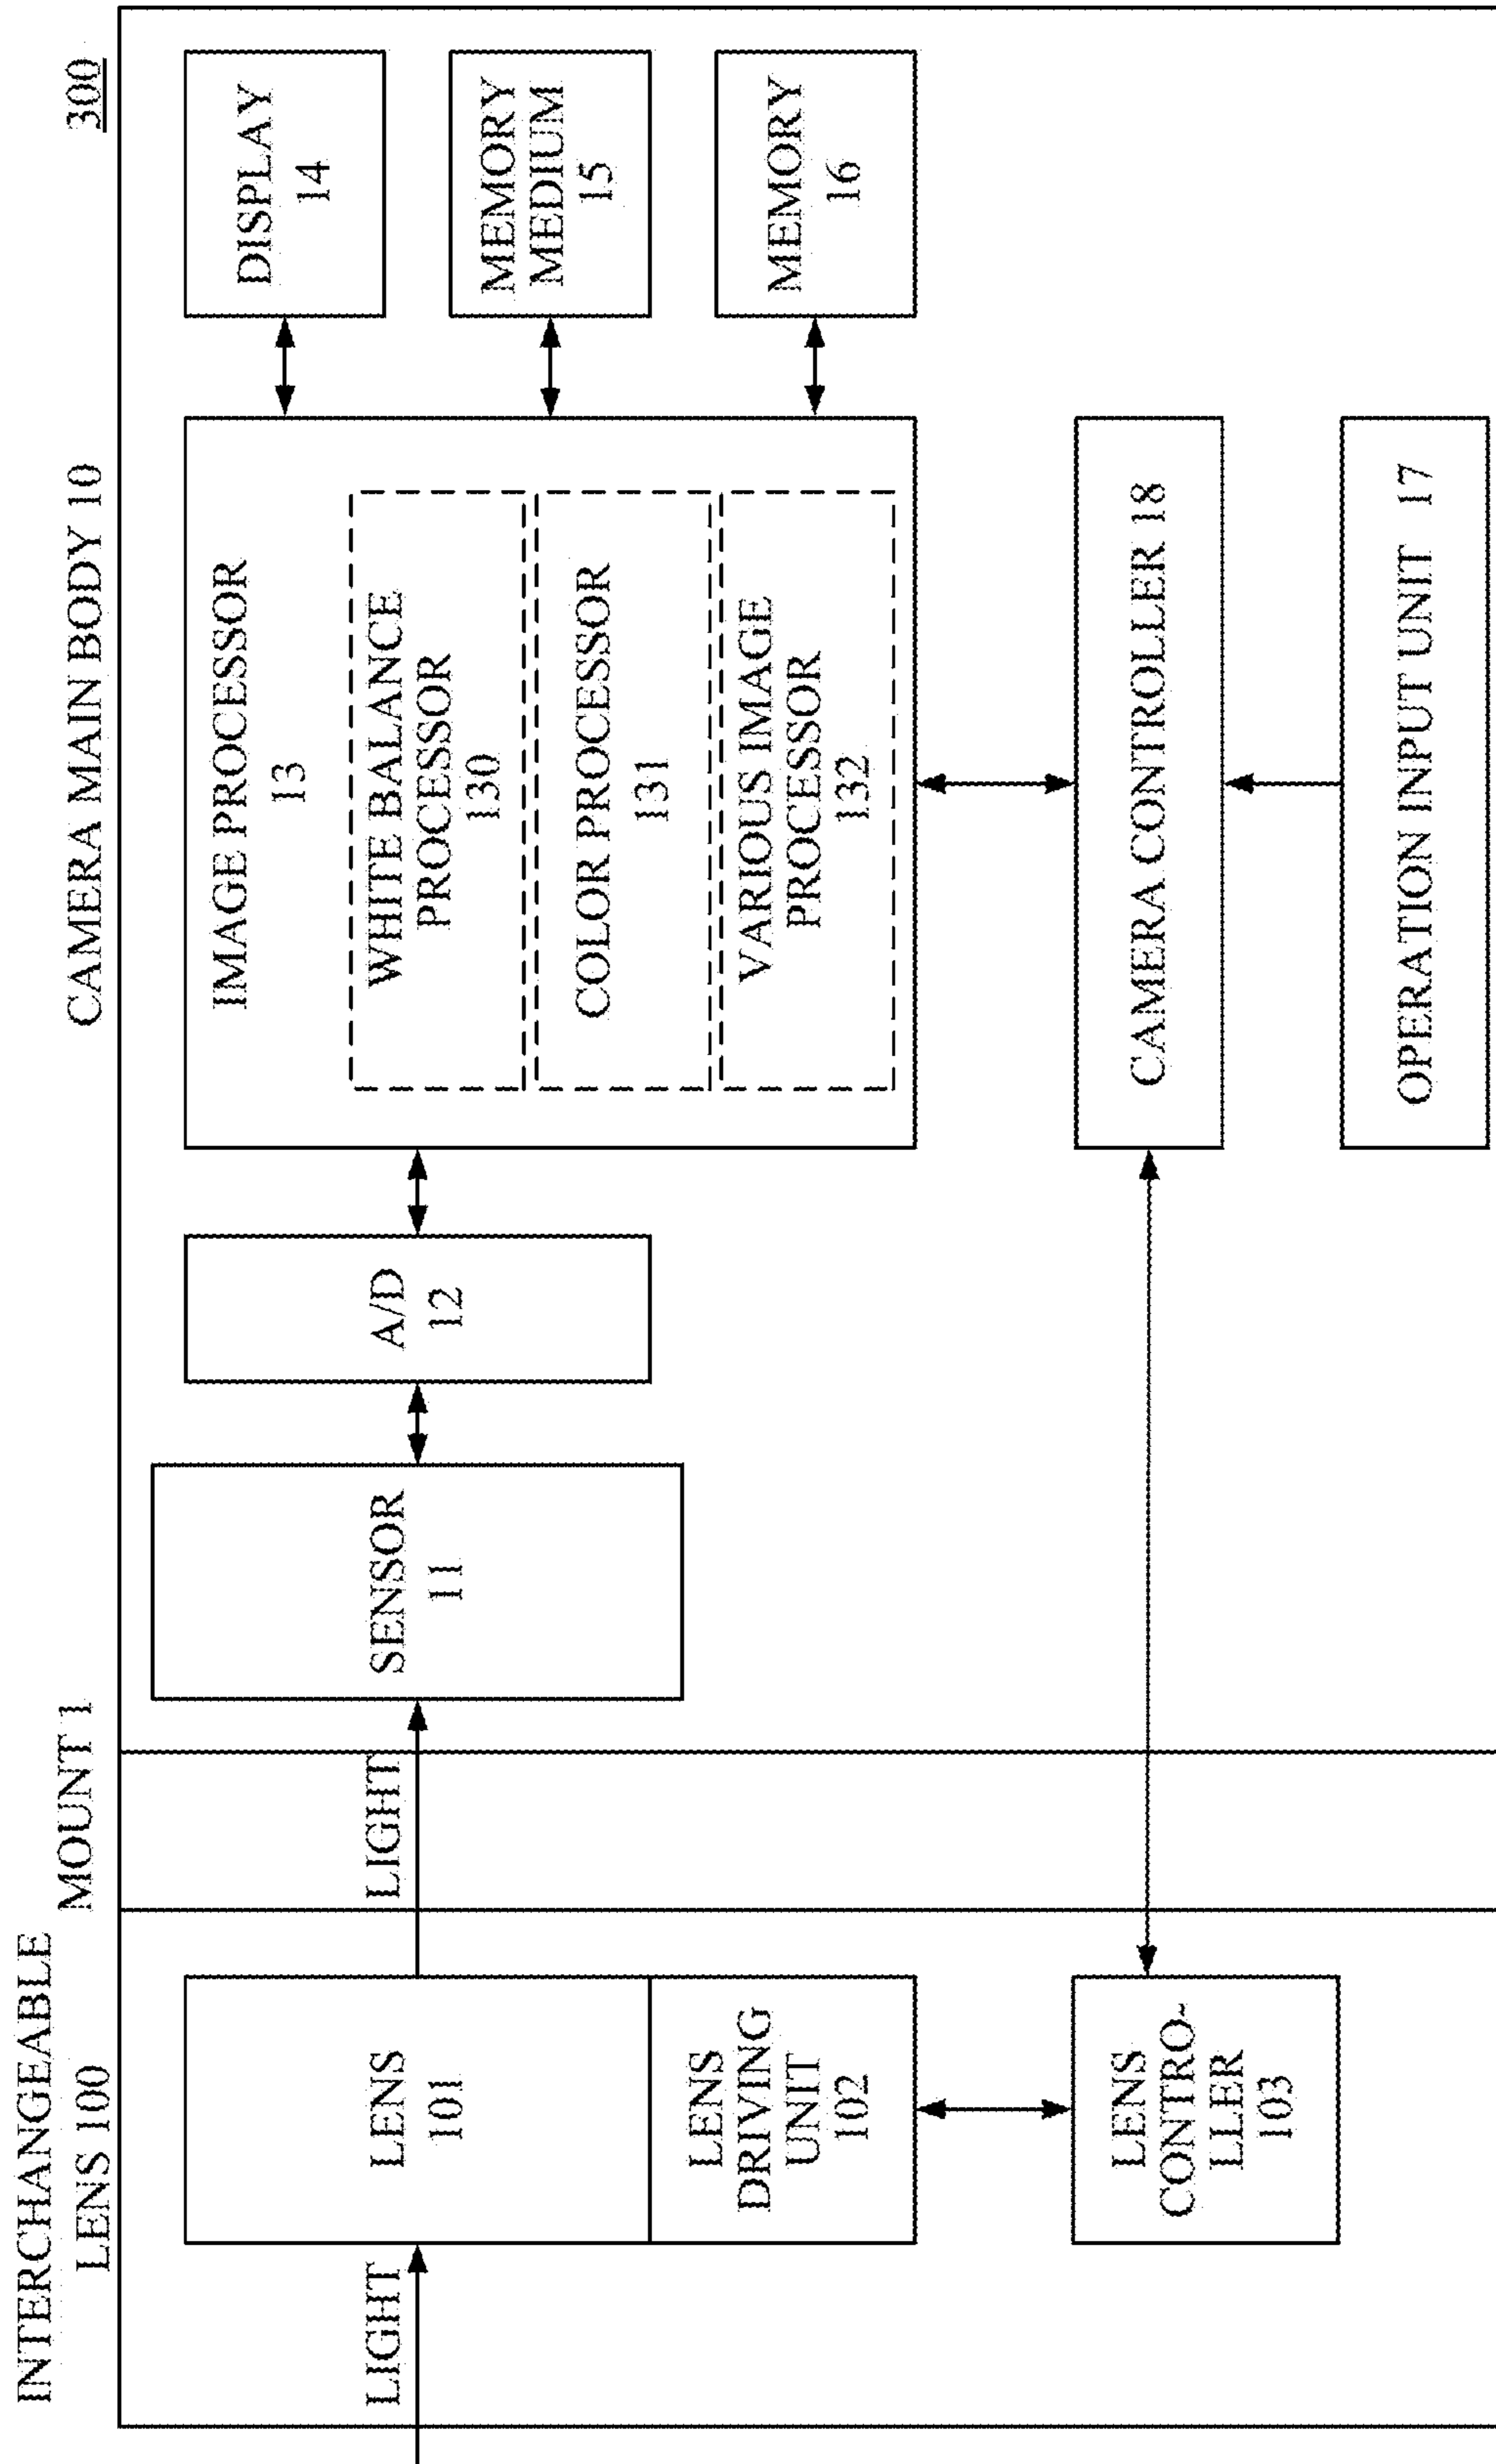 300
INTERCHANGEABLE
LENS 100
MOUNT 1
CAMERA MAIN BODY 10
LIGHT
LENS
101
LENS
DRIVING
UNIT
102
LENS
CONTRO-
LLER
103
LIGHT
SENSOR
11
A/D
12
IMAGE PROCESSOR
13
WHITE BALANCE
PROCESSOR
130
COLOR PROCESSOR
131
VARIOUS IMAGE
PROCESSOR
132
CAMERA CONTROLLER 18
OPERATION INPUT UNIT 17
DISPLAY
14
MEMORY
MEDIUM
15
MEMORY
16